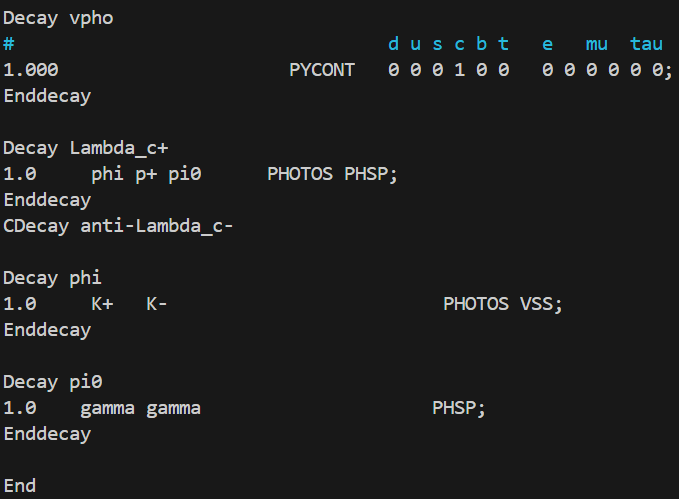 Decay vpho
# d u s c b t e mu tau
1.000 PYCONT 0 0 0 1 0 0 0 0 0 0 0 0;
Enddecay
Decay Lambda_c+
1.0 phi p+ pi0 PHOTOS PHSP;
Enddecay
CDecay anti-Lambda_c-
Decay phi
1.0 K+ K- PHOTOS VSS;
Enddecay
Decay pi0
1.0 gamma gamma PHSP;
Enddecay
End